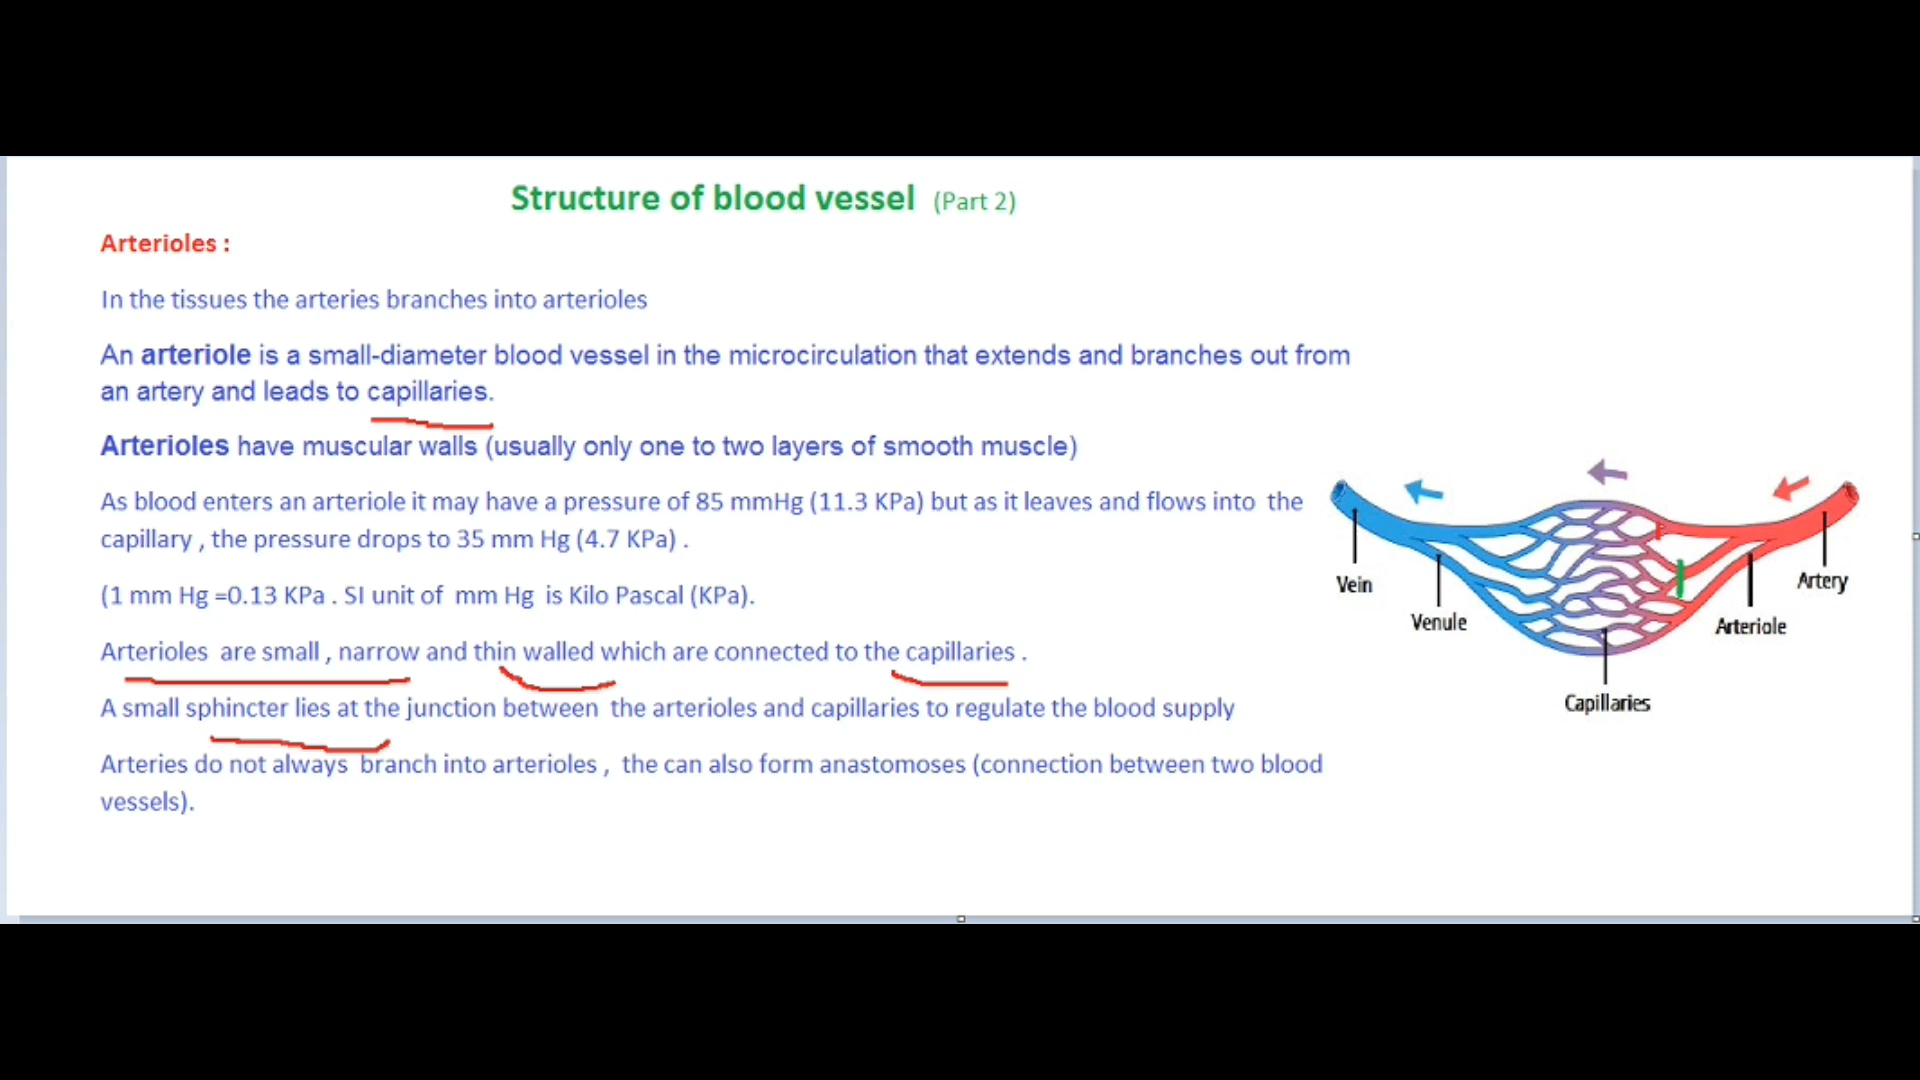 Structure of blood vessel (Part 2)
Arterioles :
In the tissues the arteries branches into arterioles
An arteriole is a small-diameter blood vessel in the microcirculation that extends and branches out from
an artery and leads to capillaries.
Arterioles have muscular walls (usually only one to two layers of smooth muscle)
As blood enters an arteriole it may have a pressure of 85 mmHg (11.3 KPa) but as it leaves and flows into the
capillary , the pressure drops to 35 mm Hg (4.7 KPa) .
(1 mm Hg =0.13 KPa . SI unit of mm Hg is Kilo Pascal (KPa).
Arterioles are small , narrow and thin walled which are connected to the capillaries .
A small sphincter lies at the junction between the arterioles and capillaries to regulate the blood supply
Arteries do not always branch into arterioles , the can also form anastomoses (connection between two blood
vessels).
Vein
Venule
Capillaries
Arteriole
Artery